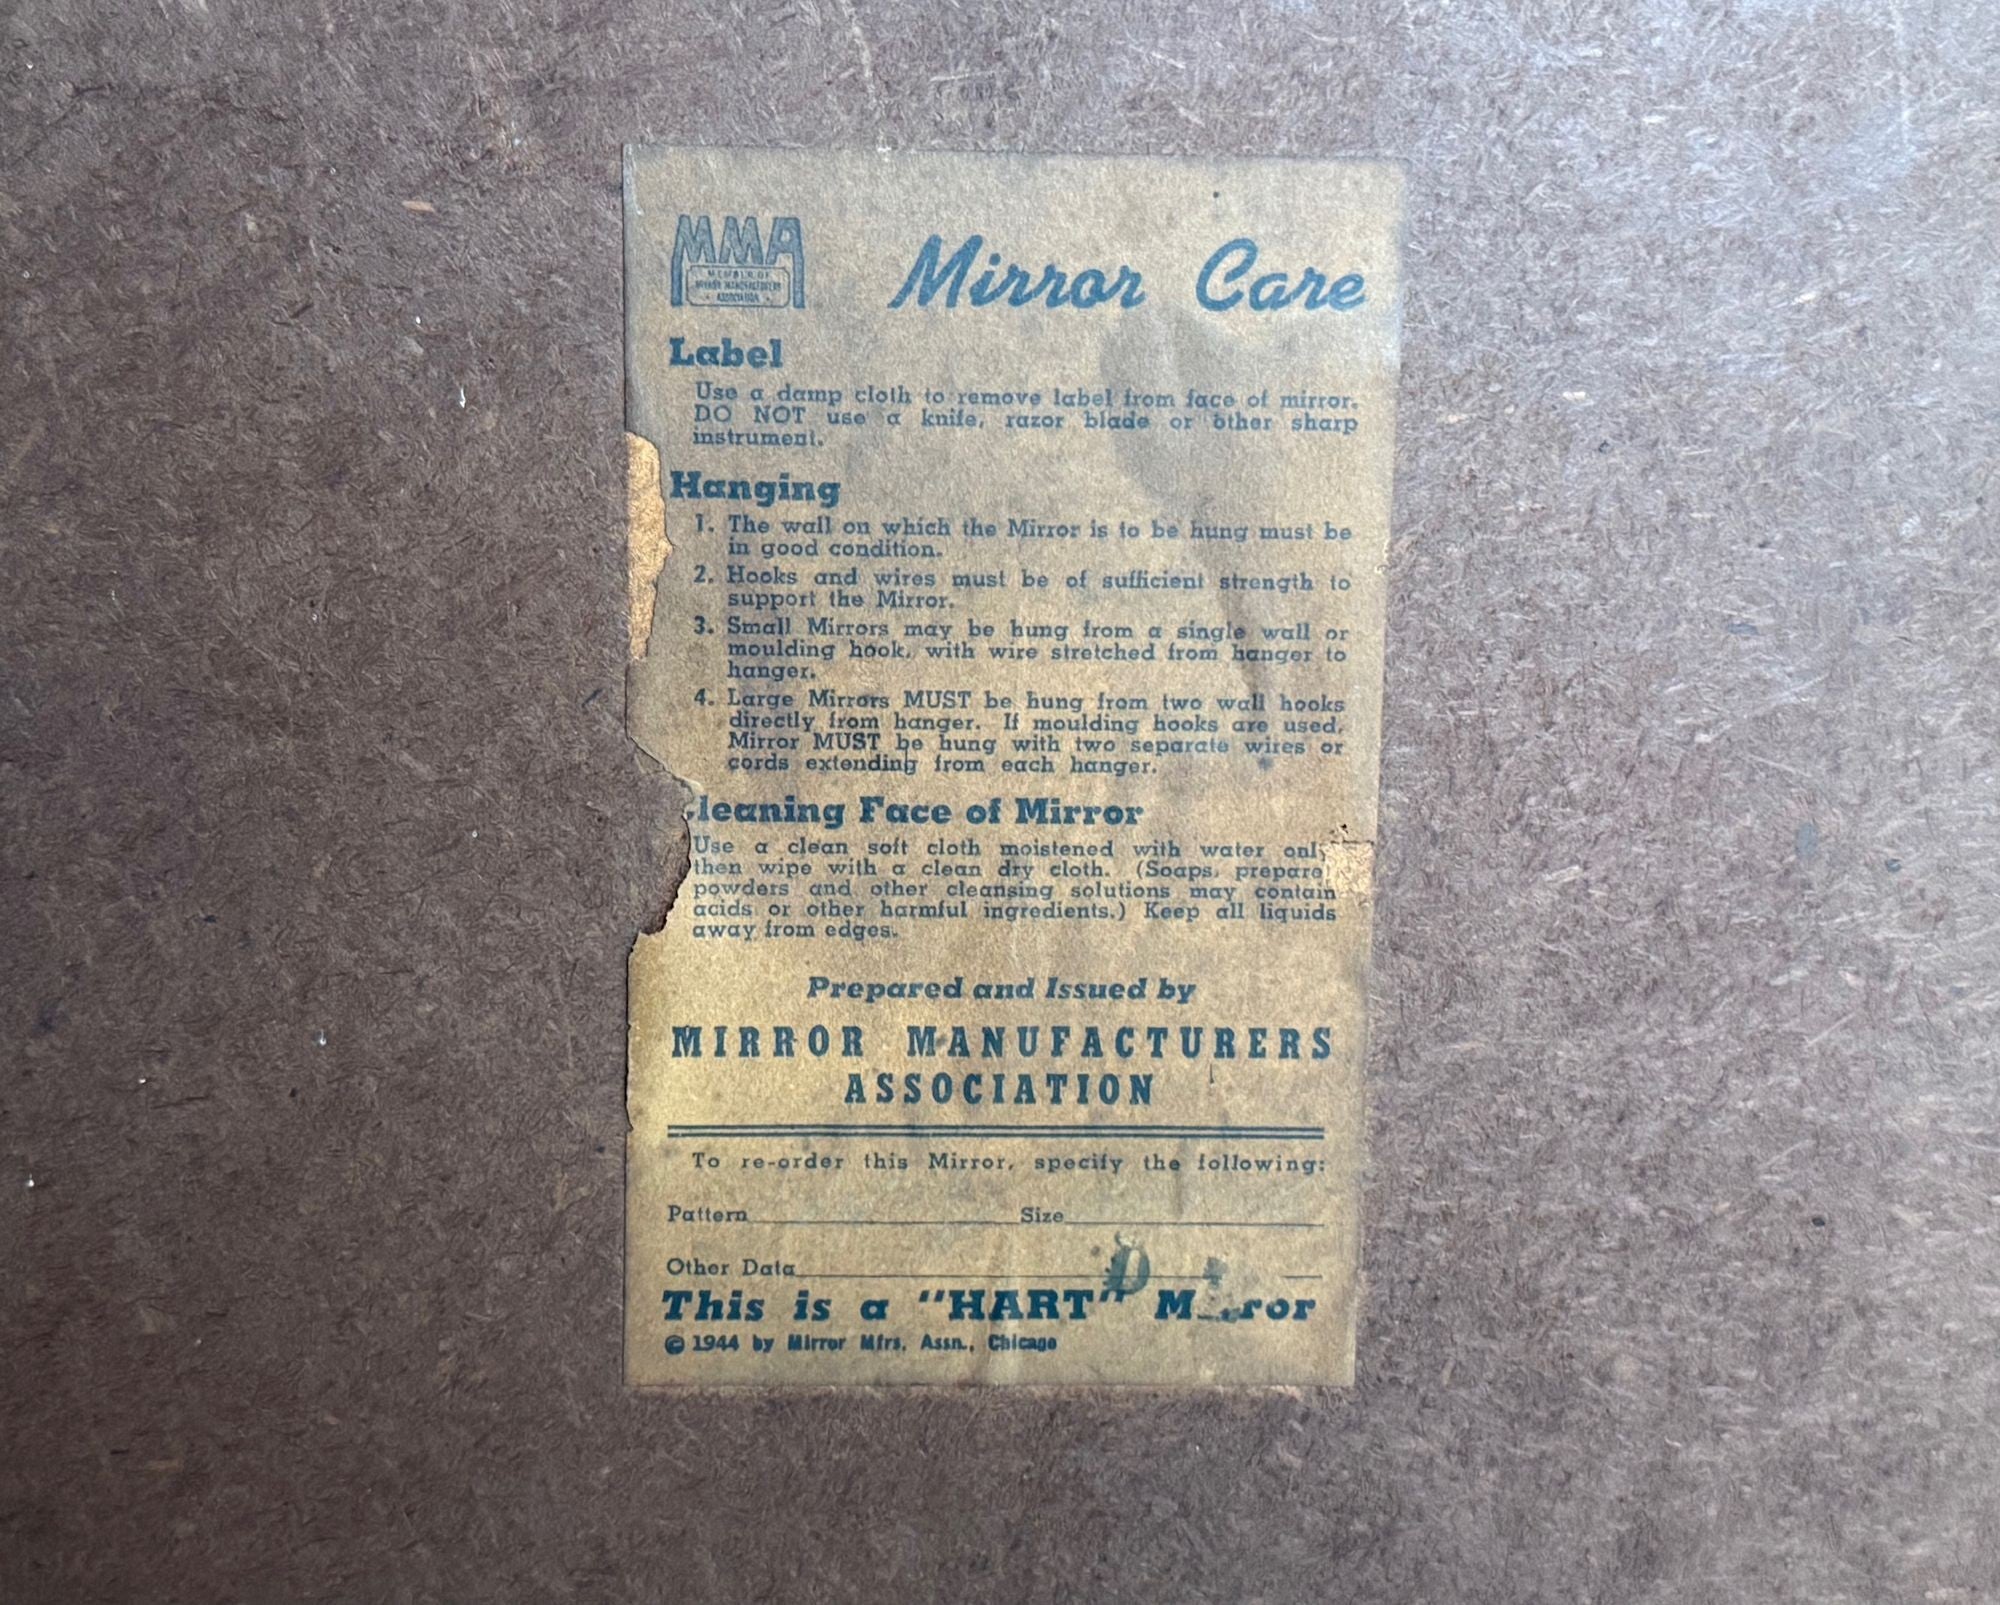 MMA
MEMBER OF
MIRROR MANUFACTURERS
ASSOCIATION
Mirror Care
Label
Use a damp cloth to remove label from face of mirror.
DO NOT use a knife, razor blade or other sharp
instrument.
Hanging
1. The wall on which the Mirror is to be hung must be
in good condition.
2. Hooks and wires must be of sufficient strength to
support the Mirror.
3. Small Mirrors may be hung from a single wall or
moulding hook, with wire stretched from hanger to
hanger.
4. Large Mirrors MUST be hung from two wall hooks
directly from hanger. If moulding hooks are used,
Mirror MUST be hung with two separate wires or
cords extending from each hanger.
leaning Face of Mirror
Use a clean soft cloth moistened with water onl
then wipe with a clean dry cloth. (Soaps, prepare
powders and other cleansing solutions may contain
acids or other harmful ingredients.) Keep all liquids
away from edges.
Prepared and Issued by
MIRROR MANUFACTURERS
ASSOCIATION
To re-order this Mirror, specify the following:
Pattern Size
Other Data
This is a "HART" M ror
© 1944 by Mirror Mfrs. Assn., Chicago